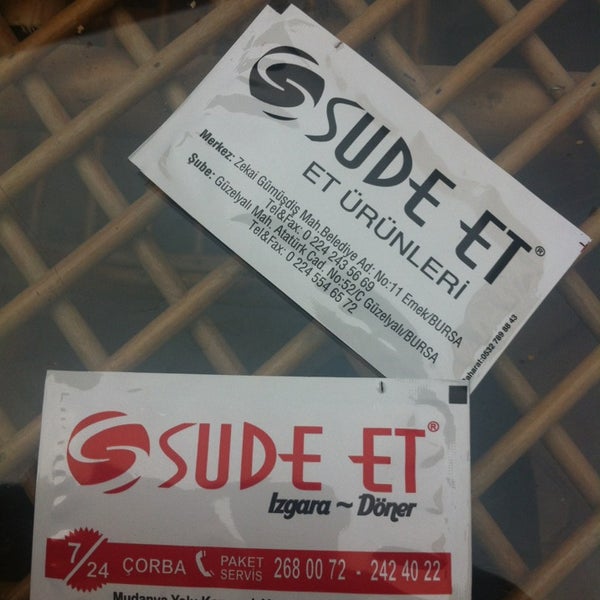 SUDE ET®
ET ÜRÜNLERİ
Merkez: Zekai Gümüşdiş Mah.Belediye Ad: No:11 Emek/BURSA
Tel&Fax: 0 224 243 56 69
Şube: Güzelyalı Mah. Atatürk Cad. No:52/C Güzelyalı/BURSA
Tel&Fax: 0 224 554 65 72
SUDE ET®
Izgara ~ Döner
7/24 ÇORBA PAKET SERVİS 268 00 72 - 242 40 22
Mudanya Yolu